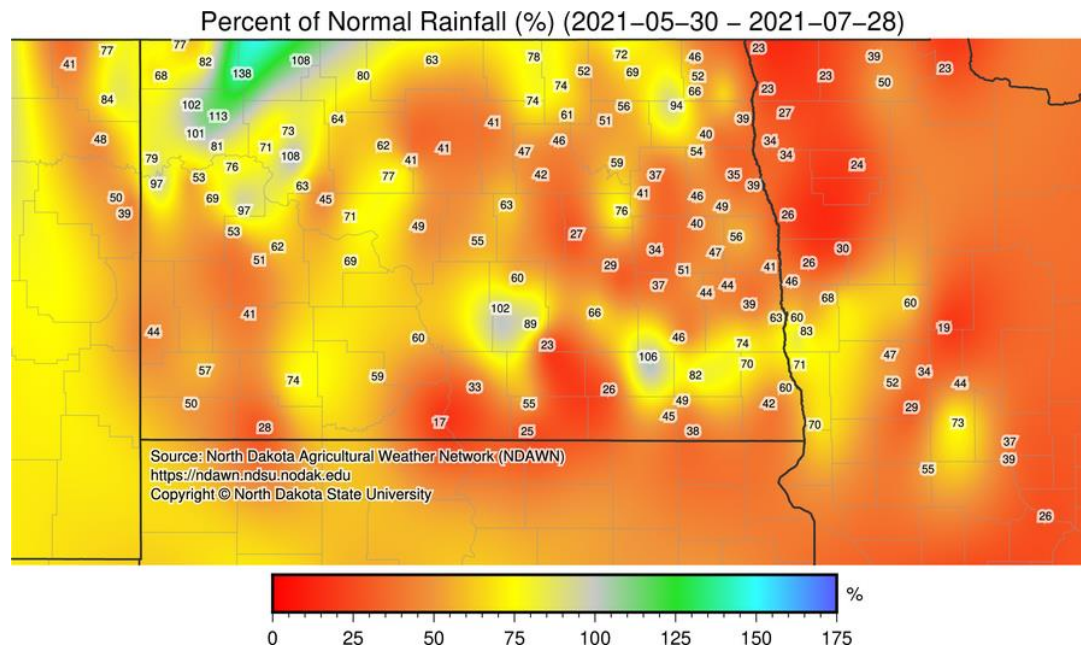 Percent of Normal Rainfall (%) (2021−05−30 − 2021−07−28)
77 77 82 108 63 78 72 46 23 39
41 68 138 80 52 69 52 23 50 23
84 102 113 74 74 66 23
61 56 94
101 64 41 51 39 27
48 81 71 73 62 41 47 46 40 34
79 76 108 41 59 54 34 24
97 53 77 42 37 35 39
50 69 63 45 63 41 46 49
39 97 71 49 76 40 26
53 62 55 27 34 47 56 30
51 69 29 51 41 26
60 37 44 44 46
41 102 66 39 68 60
44 89 63 60 83 19
60 23 46 74
57 74 59 106 82 70 71 47 34
50 33 26 60 52 44
28 17 55 45 49 42 70 29 73
25 38 37
Source: North Dakota Agricultural Weather Network (NDAWN)
https://ndawn.ndsu.nodak.edu
Copyright © North Dakota State University
55 39
26
%
0 25 50 75 100 125 150 175